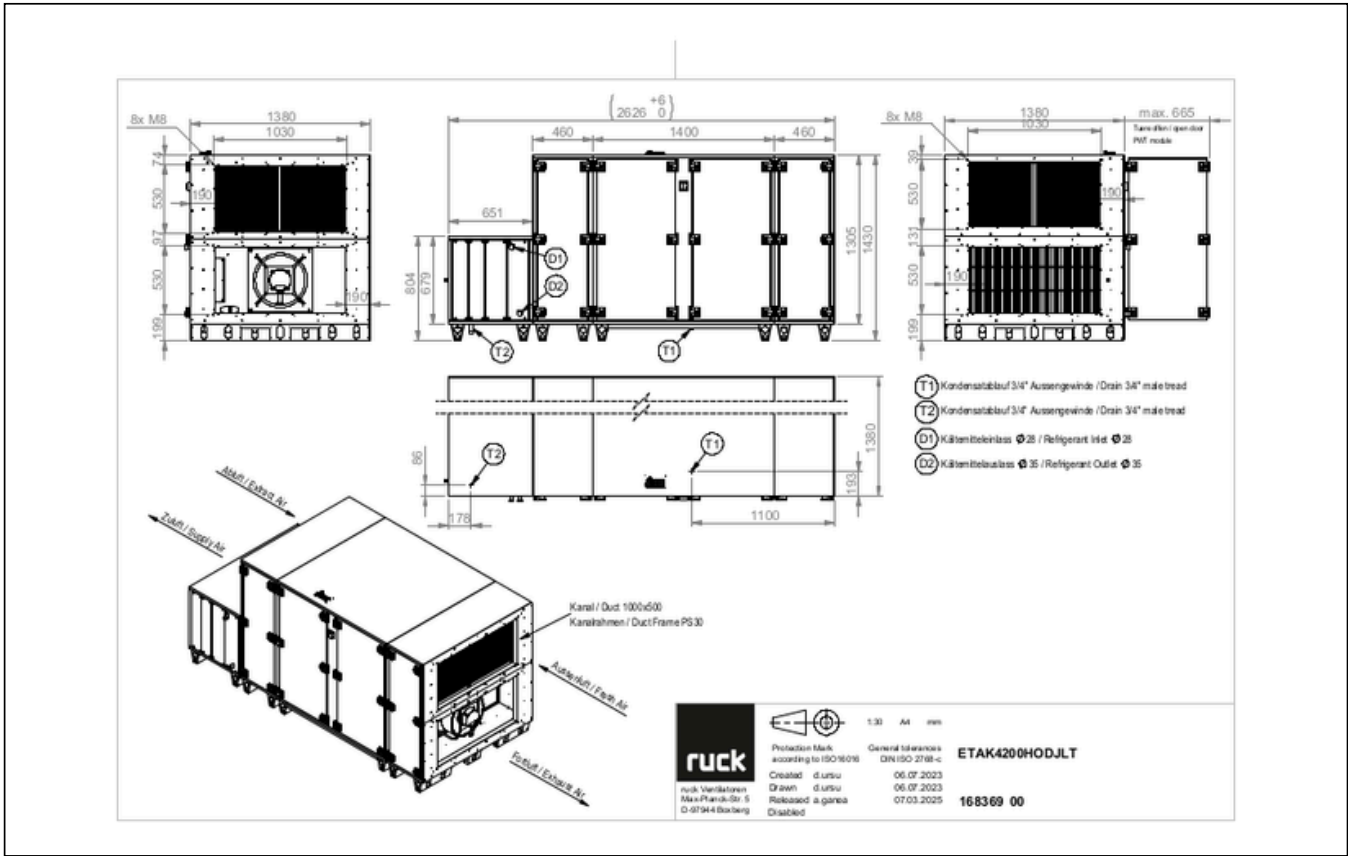 8x M8
1380
1030
74
530
190
97
530
190
199
( 2626 +6 0 )
460
1400
460
651
804
679
1305
1430
D1
D2
T2
T1
8x M8
1380
1030
max. 665
PWT module
39
530
190
131
530
190
199
T2
T1
86
178
193
1100
1380
T1 Kondensatablauf 3/4" Aussengewinde / Drain 3/4" male tread
T2 Kondensatablauf 3/4" Aussengewinde / Drain 3/4" male tread
D1 Kältemitteleinlass Ø 28 / Refrigerant Inlet Ø 28
D2 Kältemittelauslass Ø 35 / Refrigerant Outlet Ø 35
Abluft / Extract Air
Zuluft / Supply Air
Kanal / Duct 1000x500
Kanalrahmen / Duct Frame PS30
Aussenluft / Fresh Air
Fortluft / Exhaust Air
ruck
ruck Ventilatoren
Max-Planck-Str. 5
D-97944 Boxberg
1:30 A4 mm
Protection Mark
according to ISO16016
General tolerances
DIN ISO 2768-c
ETAK4200HODJLT
Created d.ursu 06.07.2023
Drawn d.ursu 06.07.2023
Released a.ganea 07.03.2025
Disabled
168369 00